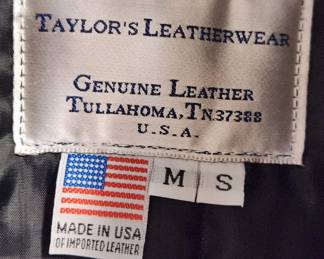 TAYLOR'S LEATHERWEAR
GENUINE LEATHER
TULLAHOMA, TN 37388
U.S.A.
M S
MADE IN USA
OF IMPORTED LEATHER